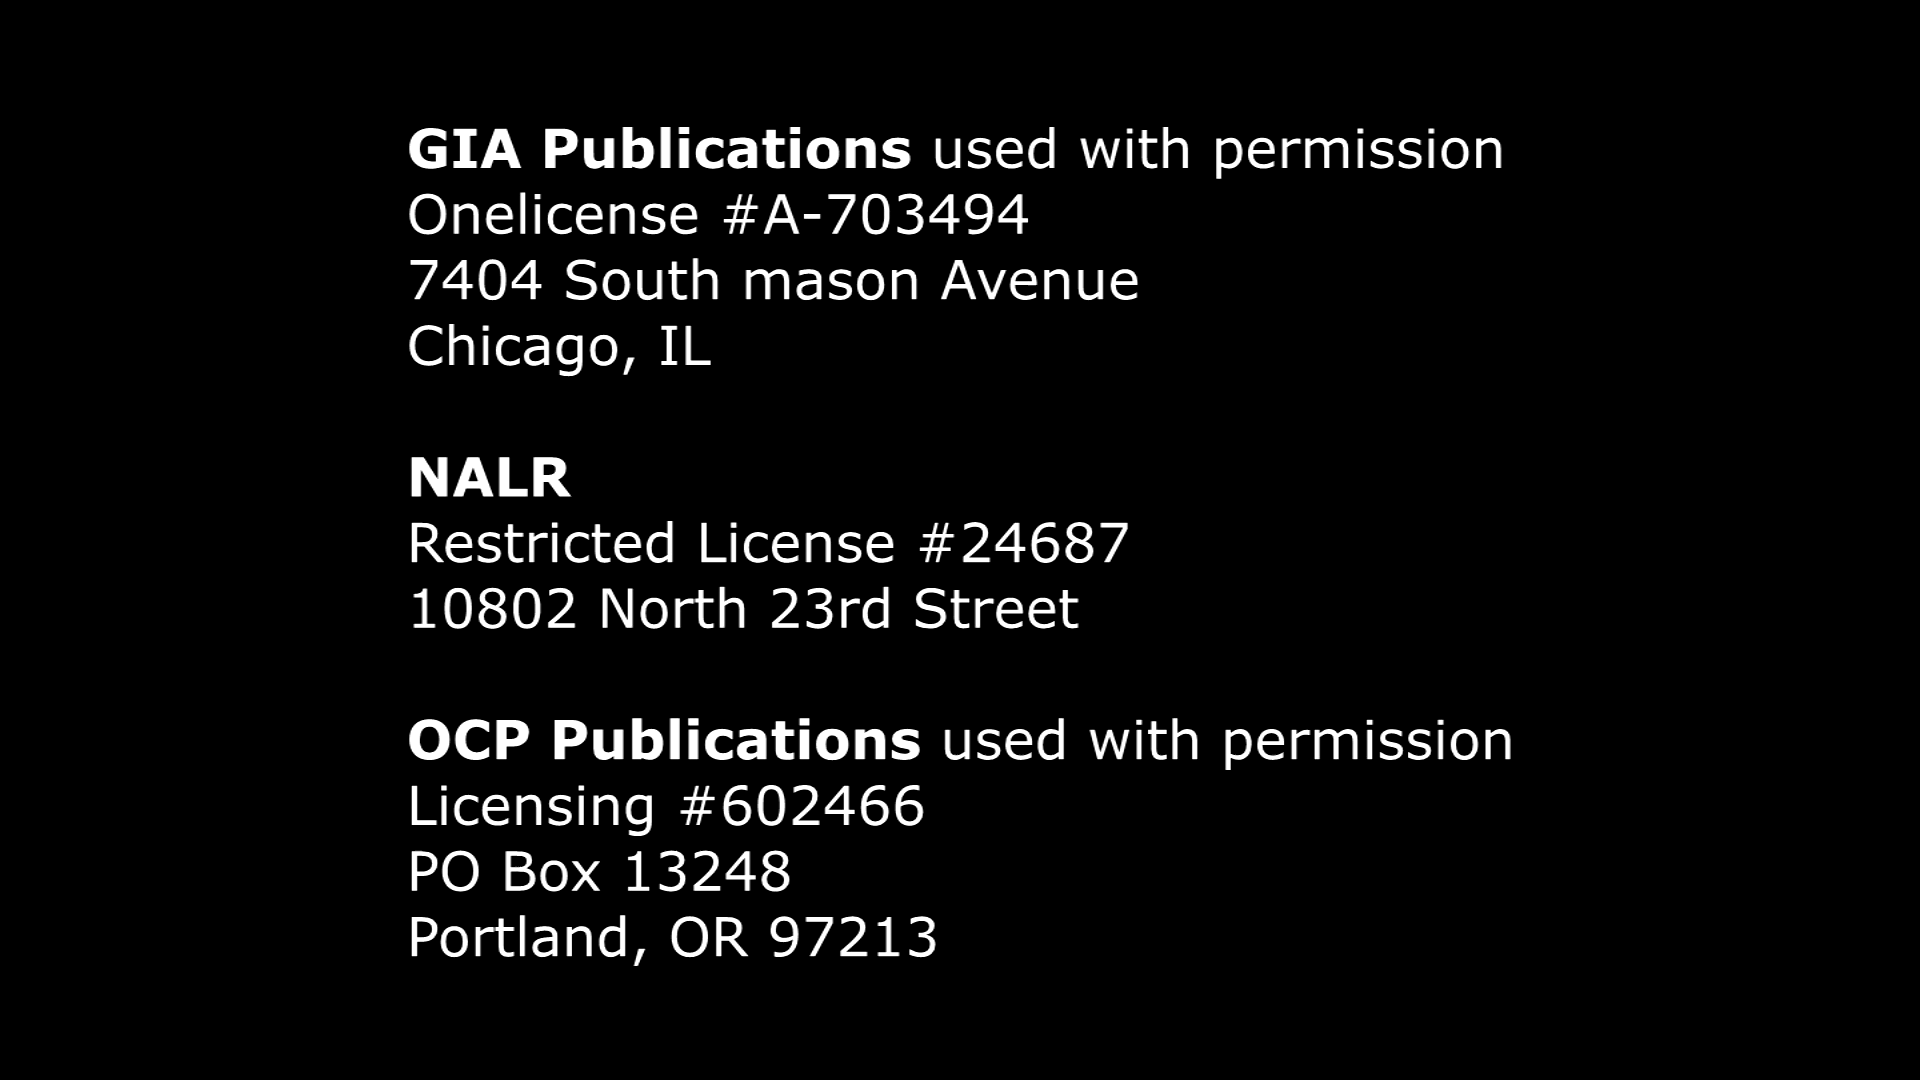 GIA Publications used with permission
Onelicense #A-703494
7404 South mason Avenue
Chicago, IL
NALR
Restricted License #24687
10802 North 23rd Street
OCP Publications used with permission
Licensing #602466
PO Box 13248
Portland, OR 97213